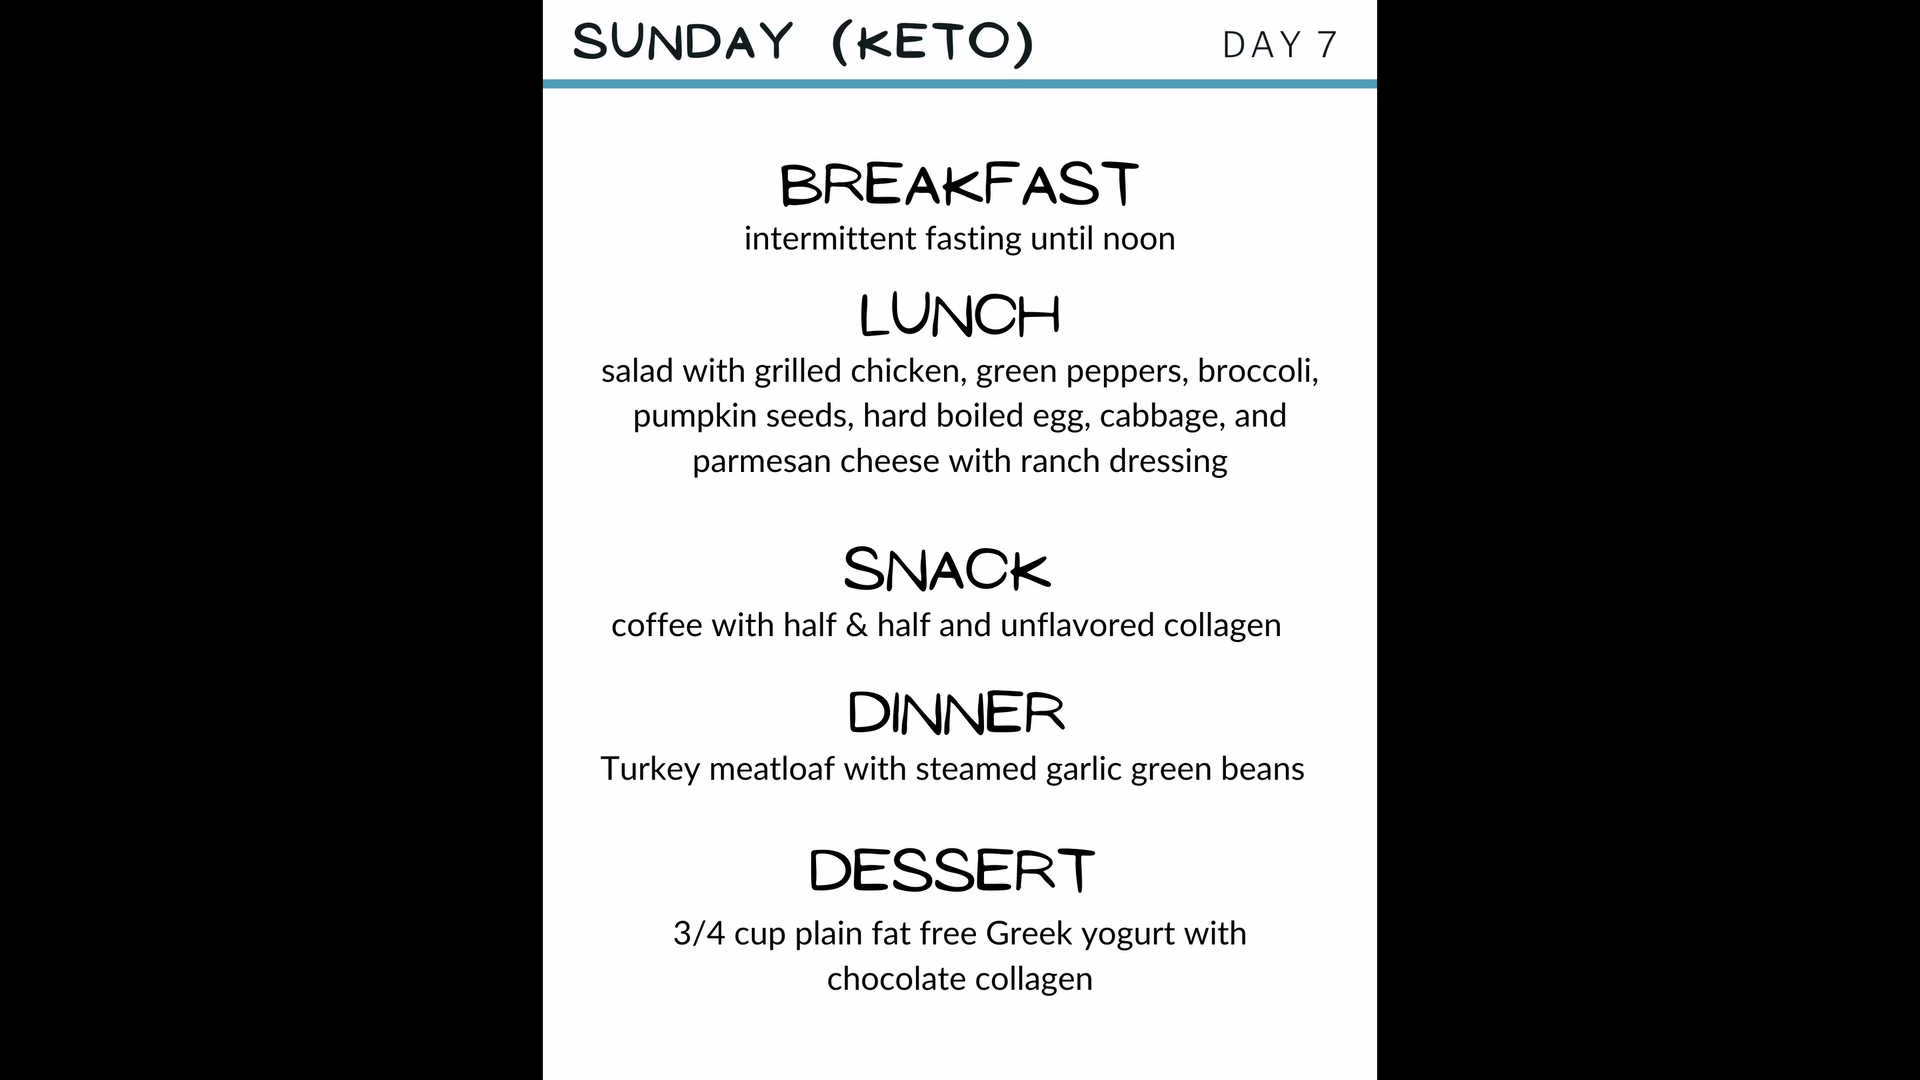 SUNDAY (KETO) DAY 7
BREAKFAST
intermittent fasting until noon
LUNCH
salad with grilled chicken, green peppers, broccoli,
pumpkin seeds, hard boiled egg, cabbage, and
parmesan cheese with ranch dressing
SNACK
coffee with half & half and unflavored collagen
DINNER
Turkey meatloaf with steamed garlic green beans
DESSERT
3/4 cup plain fat free Greek yogurt with
chocolate collagen